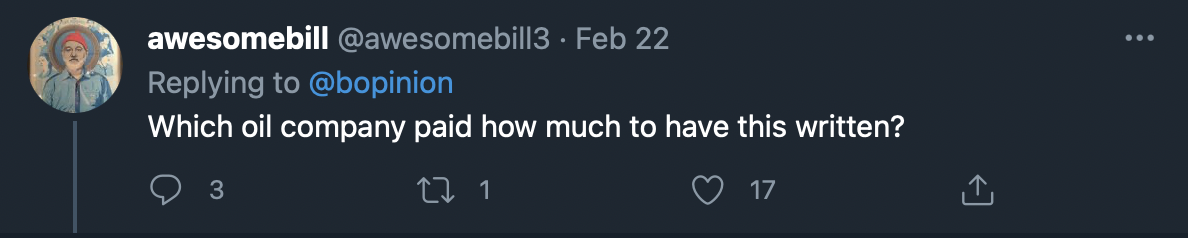 awesomebill @awesomebill3 · Feb 22
Replying to @bopinion
Which oil company paid how much to have this written?
3 1 17